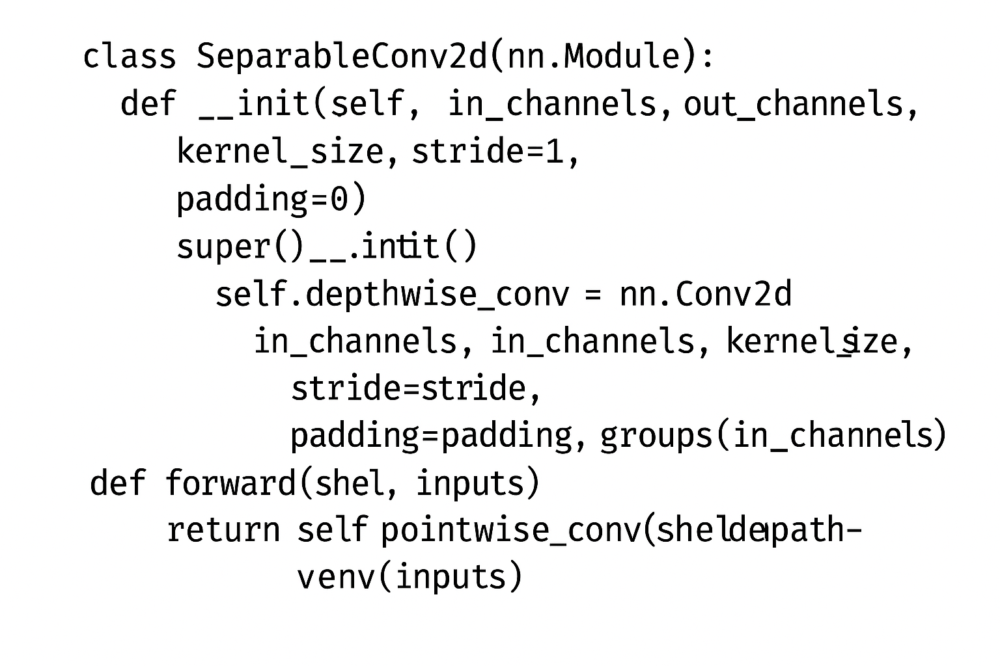 class SeparableConv2d(nn.Module):
def __init(self, in_channels, out_channels,
kernel_size, stride=1,
padding=0)
super()__.intit()
self.depthwise_conv = nn.Conv2d
in_channels, in_channels, kernel_size,
stride=stride,
padding=padding, groups(in_channels)
def forward(shel, inputs)
return self pointwise_conv(sheldepath-
venv(inputs)